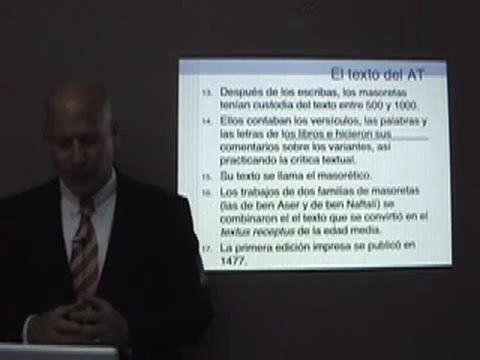 El texto del AT
13. Después de los escribas, los masoretas
tenían custodia del texto entre 500 y 1000.
14. Ellos contaban los versículos, las palabras y
las letras de los libros e hicieron sus
comentarios sobre los variantes, así
practicando la crítica textual.
15. Su texto se llama el masorético.
16. Los trabajos de dos familias de masoretas
(las de ben Aser y de ben Naftalí) se
combinaron el el texto que se convirtió en el
textus receptus de la edad media.
17. La primera edición impresa se publicó en
1477.